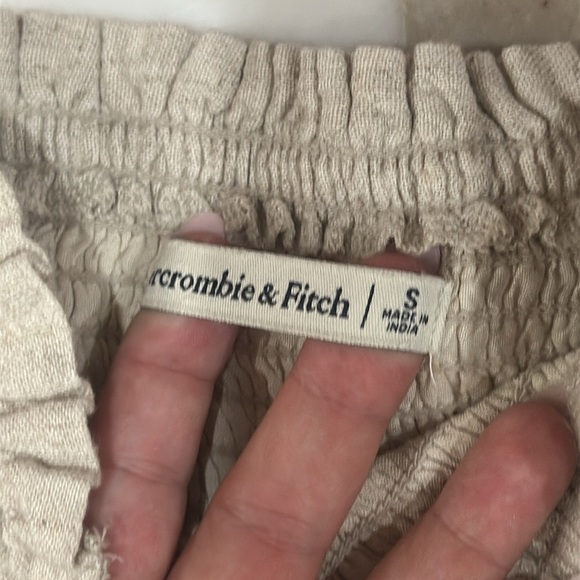 rcrombie & Fitch
S
MADE IN
INDIA